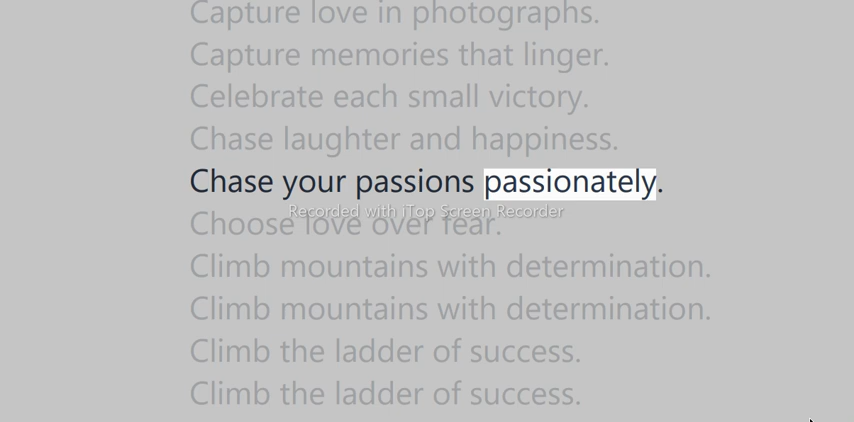 Capture love in photographs.
Capture memories that linger.
Celebrate each small victory.
Chase laughter and happiness.
Chase your passions passionately.
Recorded with iTop Screen Recorder
Choose love over fear.
Climb mountains with determination.
Climb mountains with determination.
Climb the ladder of success.
Climb the ladder of success.